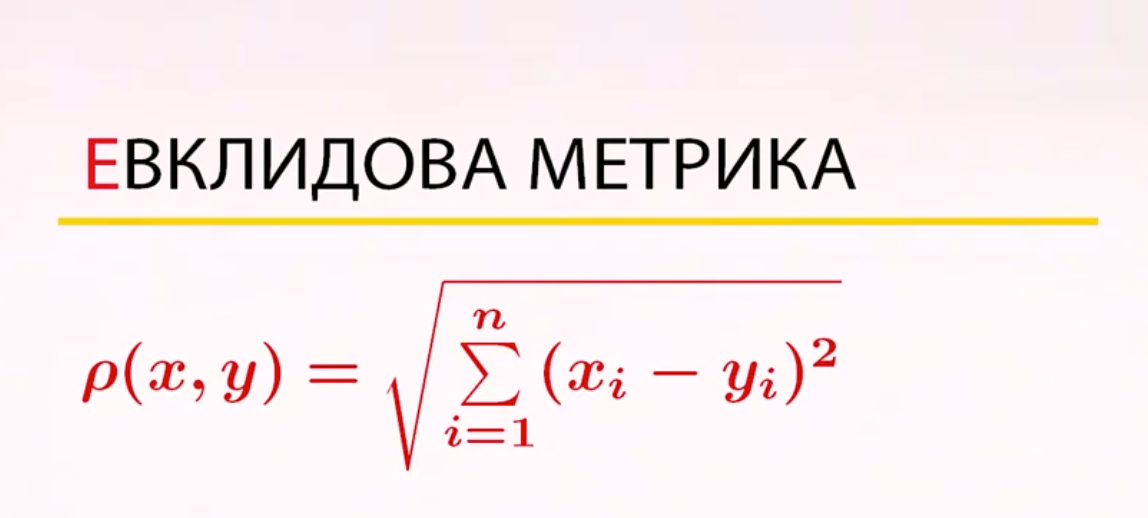 ЕВКЛИДОВА МЕТРИКА
ρ(x, y) = √(∑_{i=1}^{n} (x_i − y_i)²)